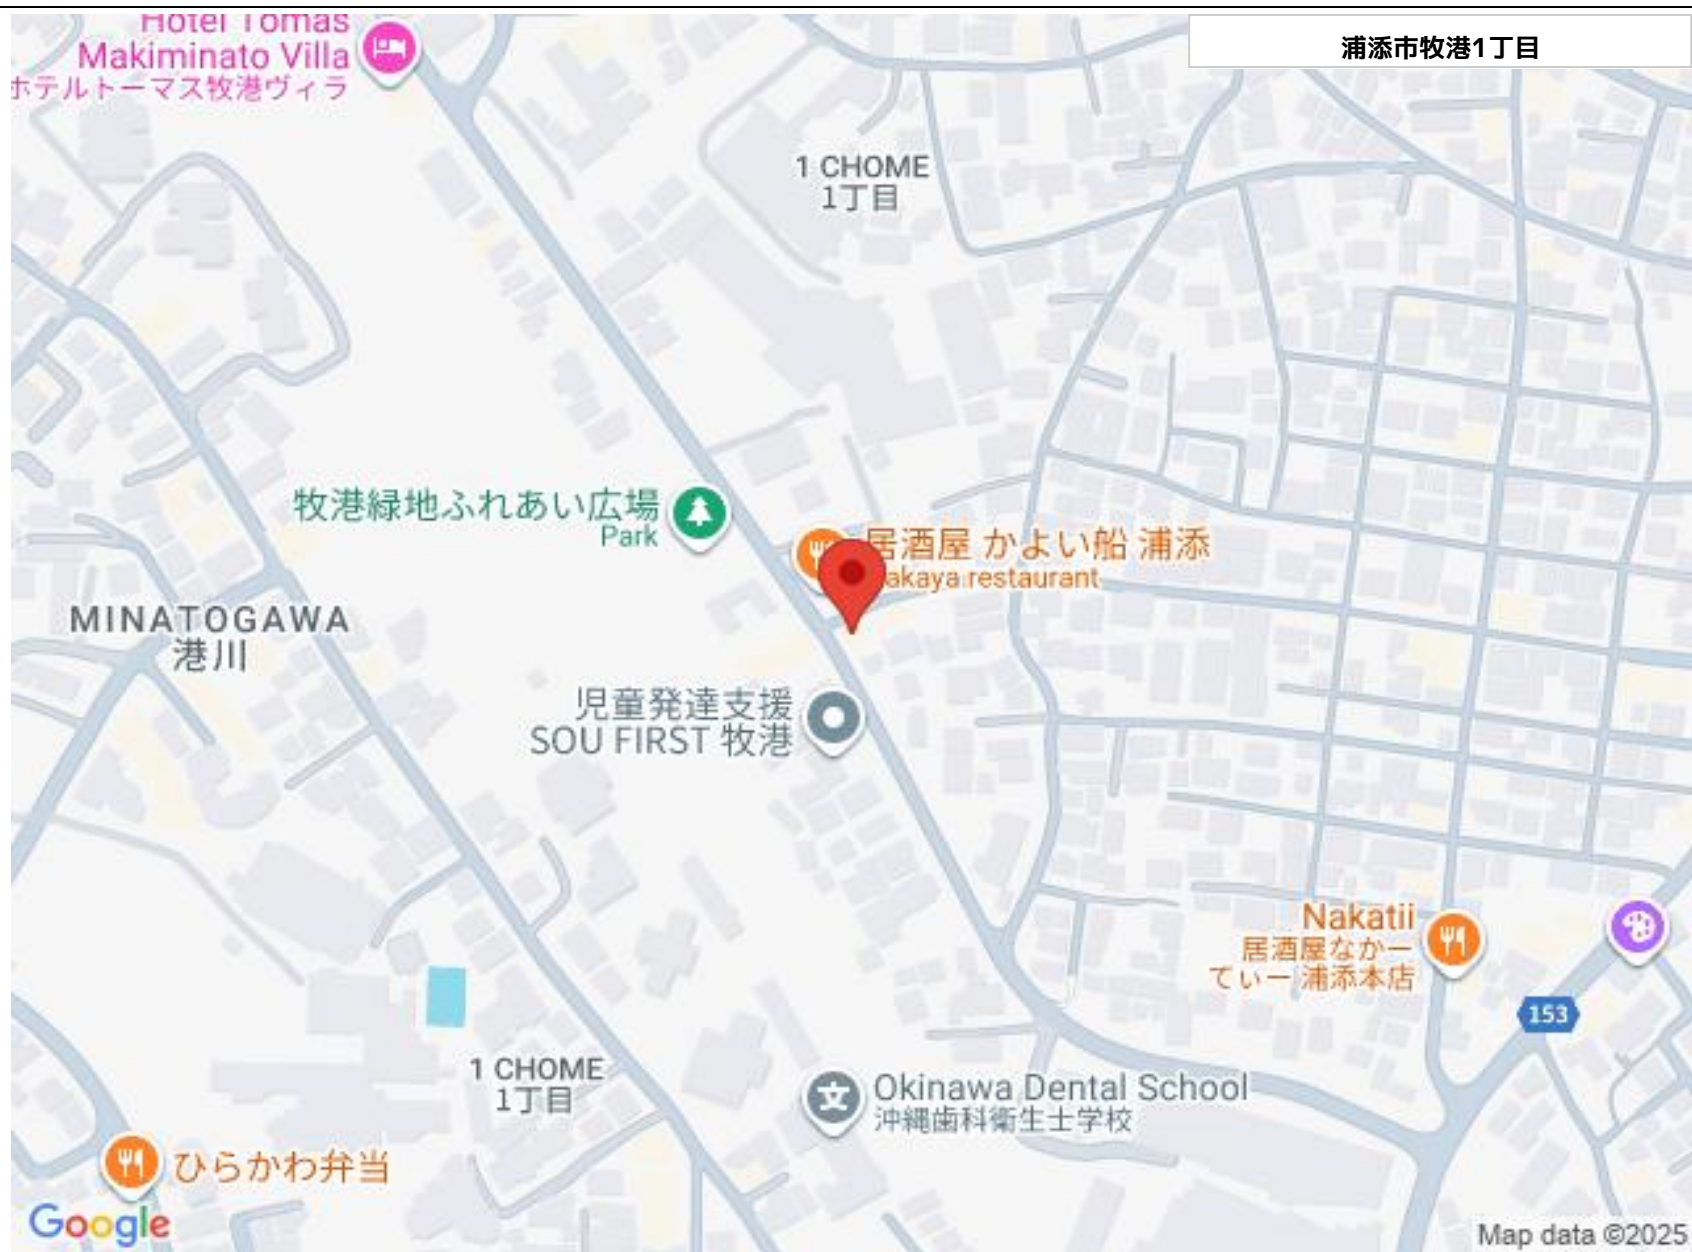 Hotel Tomas
Makiminato Villa
ホテルトーマス牧港ヴィラ
浦添市牧港1丁目
1 CHOME
1丁目
牧港緑地ふれあい広場
Park
居酒屋 かよい船 浦添
akaya restaurant
MINATOGAWA
港川
児童発達支援
SOU FIRST 牧港
Nakatii
居酒屋なかー
てぃー 浦添本店
153
1 CHOME
1丁目
Okinawa Dental School
沖縄歯科衛生士学校
文
ひらかわ弁当
Google
Map data ©2025